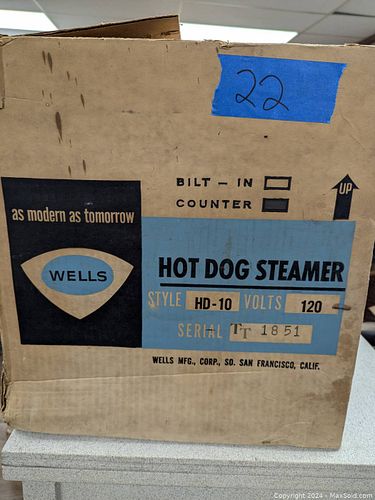 22
BILT - IN
COUNTER
UP
as modern as tomorrow
WELLS
HOT DOG STEAMER
STYLE HD-10 VOLTS 120
SERIAL TT 1851
WELLS MFG., CORP., SO. SAN FRANCISCO, CALIF.
Copyright 2024 - MaxSold.com